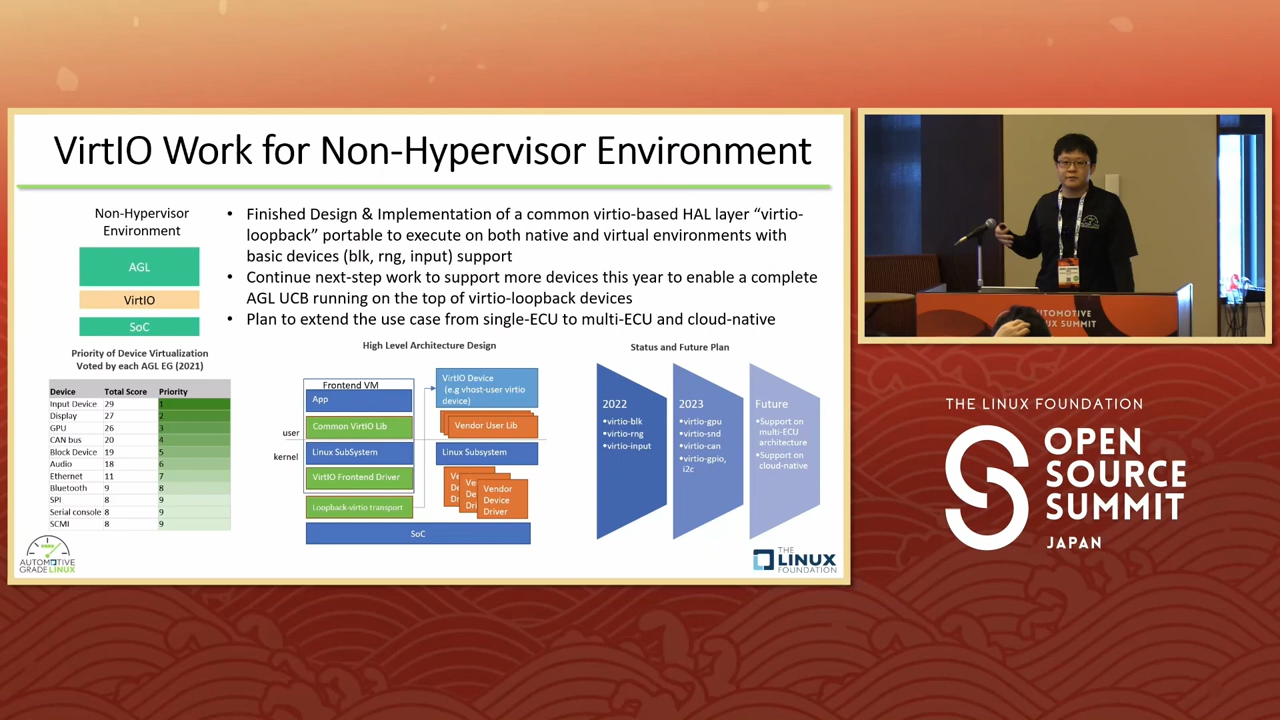 VirtIO Work for Non-Hypervisor Environment
Non-Hypervisor
Environment
AGL
VirtIO
SoC
• Finished Design & Implementation of a common virtio-based HAL layer “virtio-
loopback” portable to execute on both native and virtual environments with
basic devices (blk, rng, input) support
• Continue next-step work to support more devices this year to enable a complete
AGL UCB running on the top of virtio-loopback devices
• Plan to extend the use case from single-ECU to multi-ECU and cloud-native
Priority of Device Virtualization
Voted by each AGL EG (2021)
Device Total Score Priority
Input Device 29 1
Display 27 2
GPU 26 3
CAN bus 20 4
Block Device 19 5
Audio 18 6
Ethernet 11 7
Bluetooth 9 8
SPI 8 9
Serial console 8 9
SCMI 8 9
High Level Architecture Design
Frontend VM
App
Common VirtIO Lib
user
kernel
Linux SubSystem
VirtIO Frontend Driver
Loopback-virtio transport
VirtIO Device
(e.g vhost-user virtio
device)
Vendor User Lib
Linux Subsystem
Ve
De
Dri
Ve
De
Dri
Vendor
Device
Driver
SoC
Status and Future Plan
2022
•virtio-blk
•virtio-rng
•virtio-input
2023
•virtio-gpu
•virtio-snd
•virtio-can
•virtio-gpio,
i2c
Future
•Support on
multi-ECU
architecture
•Support on
cloud-native
AUTOMOTIVE
GRADE LINUX
THE
LINUX
FOUNDATION
UTOMOTIVE
INUX SUMMIT
THE LINUX FOUNDATION
OPEN
SOURCE
SUMMIT
JAPAN